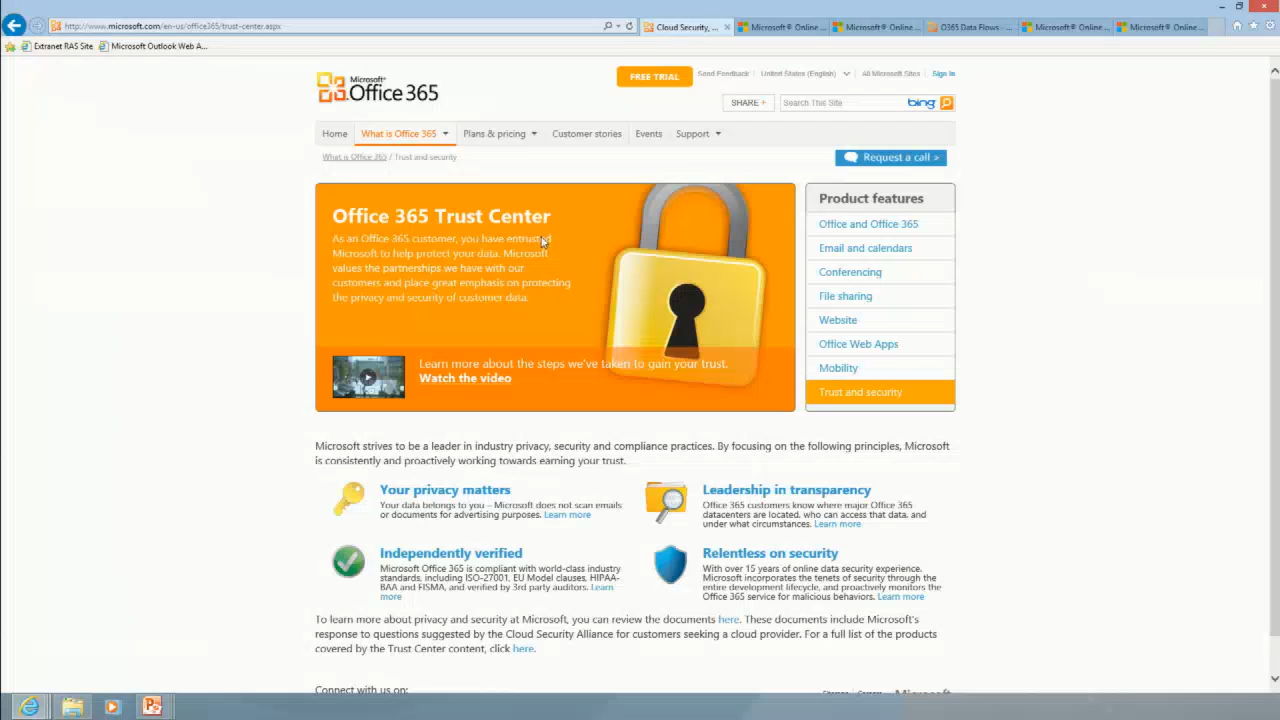 http://www.microsoft.com/en-us/office365/trust-center.aspx
Cloud Security, ...
Microsoft® Online ...
Microsoft® Online ...
O365 Data Flows - ...
Microsoft® Online ...
Microsoft® Online ...
Extranet RAS Site
Microsoft Outlook Web A...
Microsoft®
Office 365
FREE TRIAL
Send Feedback
United States (English)
All Microsoft Sites
Sign In
SHARE +
Search This Site
bing
Home
What is Office 365
Plans & pricing
Customer stories
Events
Support
What is Office 365 / Trust and security
Request a call >
Office 365 Trust Center
As an Office 365 customer, you have entrusted
Microsoft to help protect your data. Microsoft
values the partnerships we have with our
customers and place great emphasis on protecting
the privacy and security of customer data.
Learn more about the steps we've taken to gain your trust.
Watch the video
Product features
Office and Office 365
Email and calendars
Conferencing
File sharing
Website
Office Web Apps
Mobility
Trust and security
Microsoft strives to be a leader in industry privacy, security and compliance practices. By focusing on the following principles, Microsoft
is consistently and proactively working towards earning your trust.
Your privacy matters
Your data belongs to you – Microsoft does not scan emails
or documents for advertising purposes. Learn more
Leadership in transparency
Office 365 customers know where major Office 365
datacenters are located, who can access that data, and
under what circumstances. Learn more
Independently verified
Microsoft Office 365 is compliant with world-class industry
standards, including ISO-27001, EU Model clauses, HIPAA-
BAA and FISMA, and verified by 3rd party auditors. Learn
more
Relentless on security
With over 15 years of online data security experience,
Microsoft incorporates the tenets of security through the
entire development lifecycle, and proactively monitors the
Office 365 service for malicious behaviors. Learn more
To learn more about privacy and security at Microsoft, you can review the documents here. These documents include Microsoft's
response to questions suggested by the Cloud Security Alliance for customers seeking a cloud provider. For a full list of the products
covered by the Trust Center content, click here.
Connect with us on:
Sitemap
Careers
Microsoft